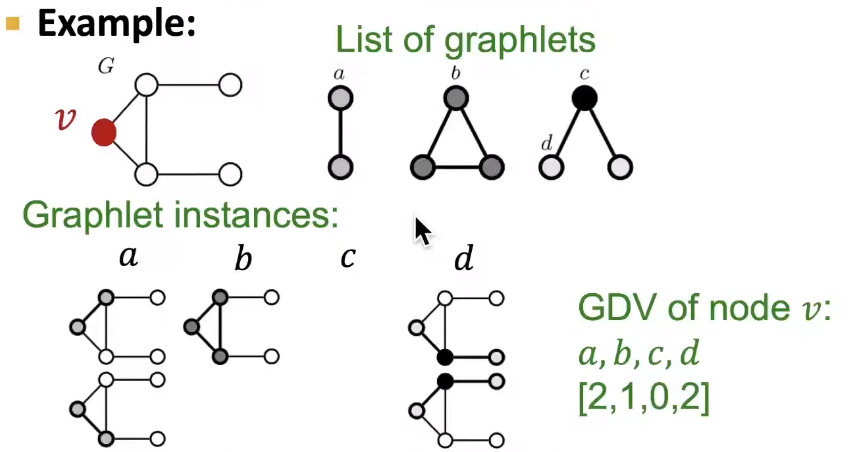 Example:
List of graphlets
G
a
b
c
v
d
Graphlet instances:
a b c d
GDV of node v:
a, b, c, d
[2,1,0,2]